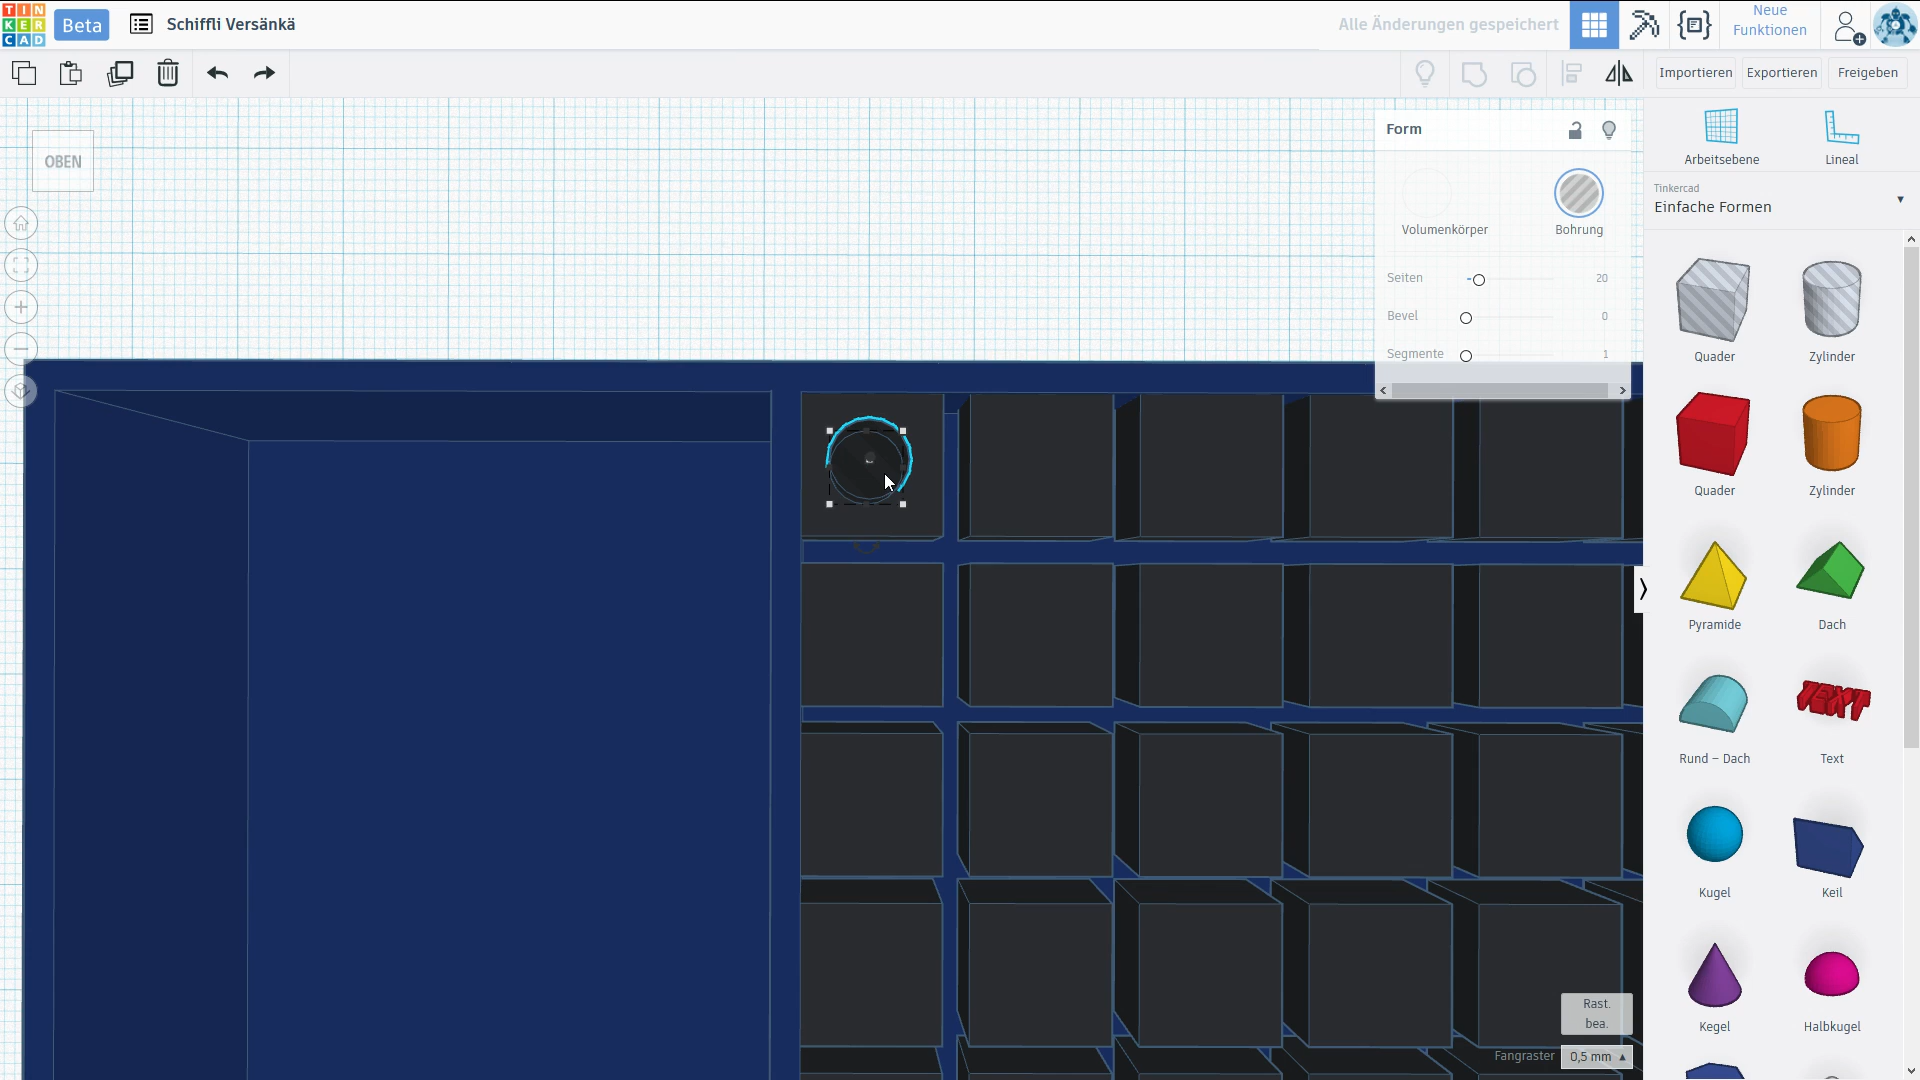 TIN
KER
CAD
Beta
Schiffli Versänkä
Alle Änderungen gespeichert
Neue
Funktionen
Importieren
Exportieren
Freigeben
OBEN
Form
Volumenkörper
Bohrung
Seiten
20
Bevel
0
Segmente
1
Arbeitsebene
Lineal
Tinkercad
Einfache Formen
Quader
Zylinder
Quader
Zylinder
Pyramide
Dach
TEXT
Rund – Dach
Text
Kugel
Keil
Kegel
Halbkugel
Rast.
bea.
Fangraster
0,5 mm